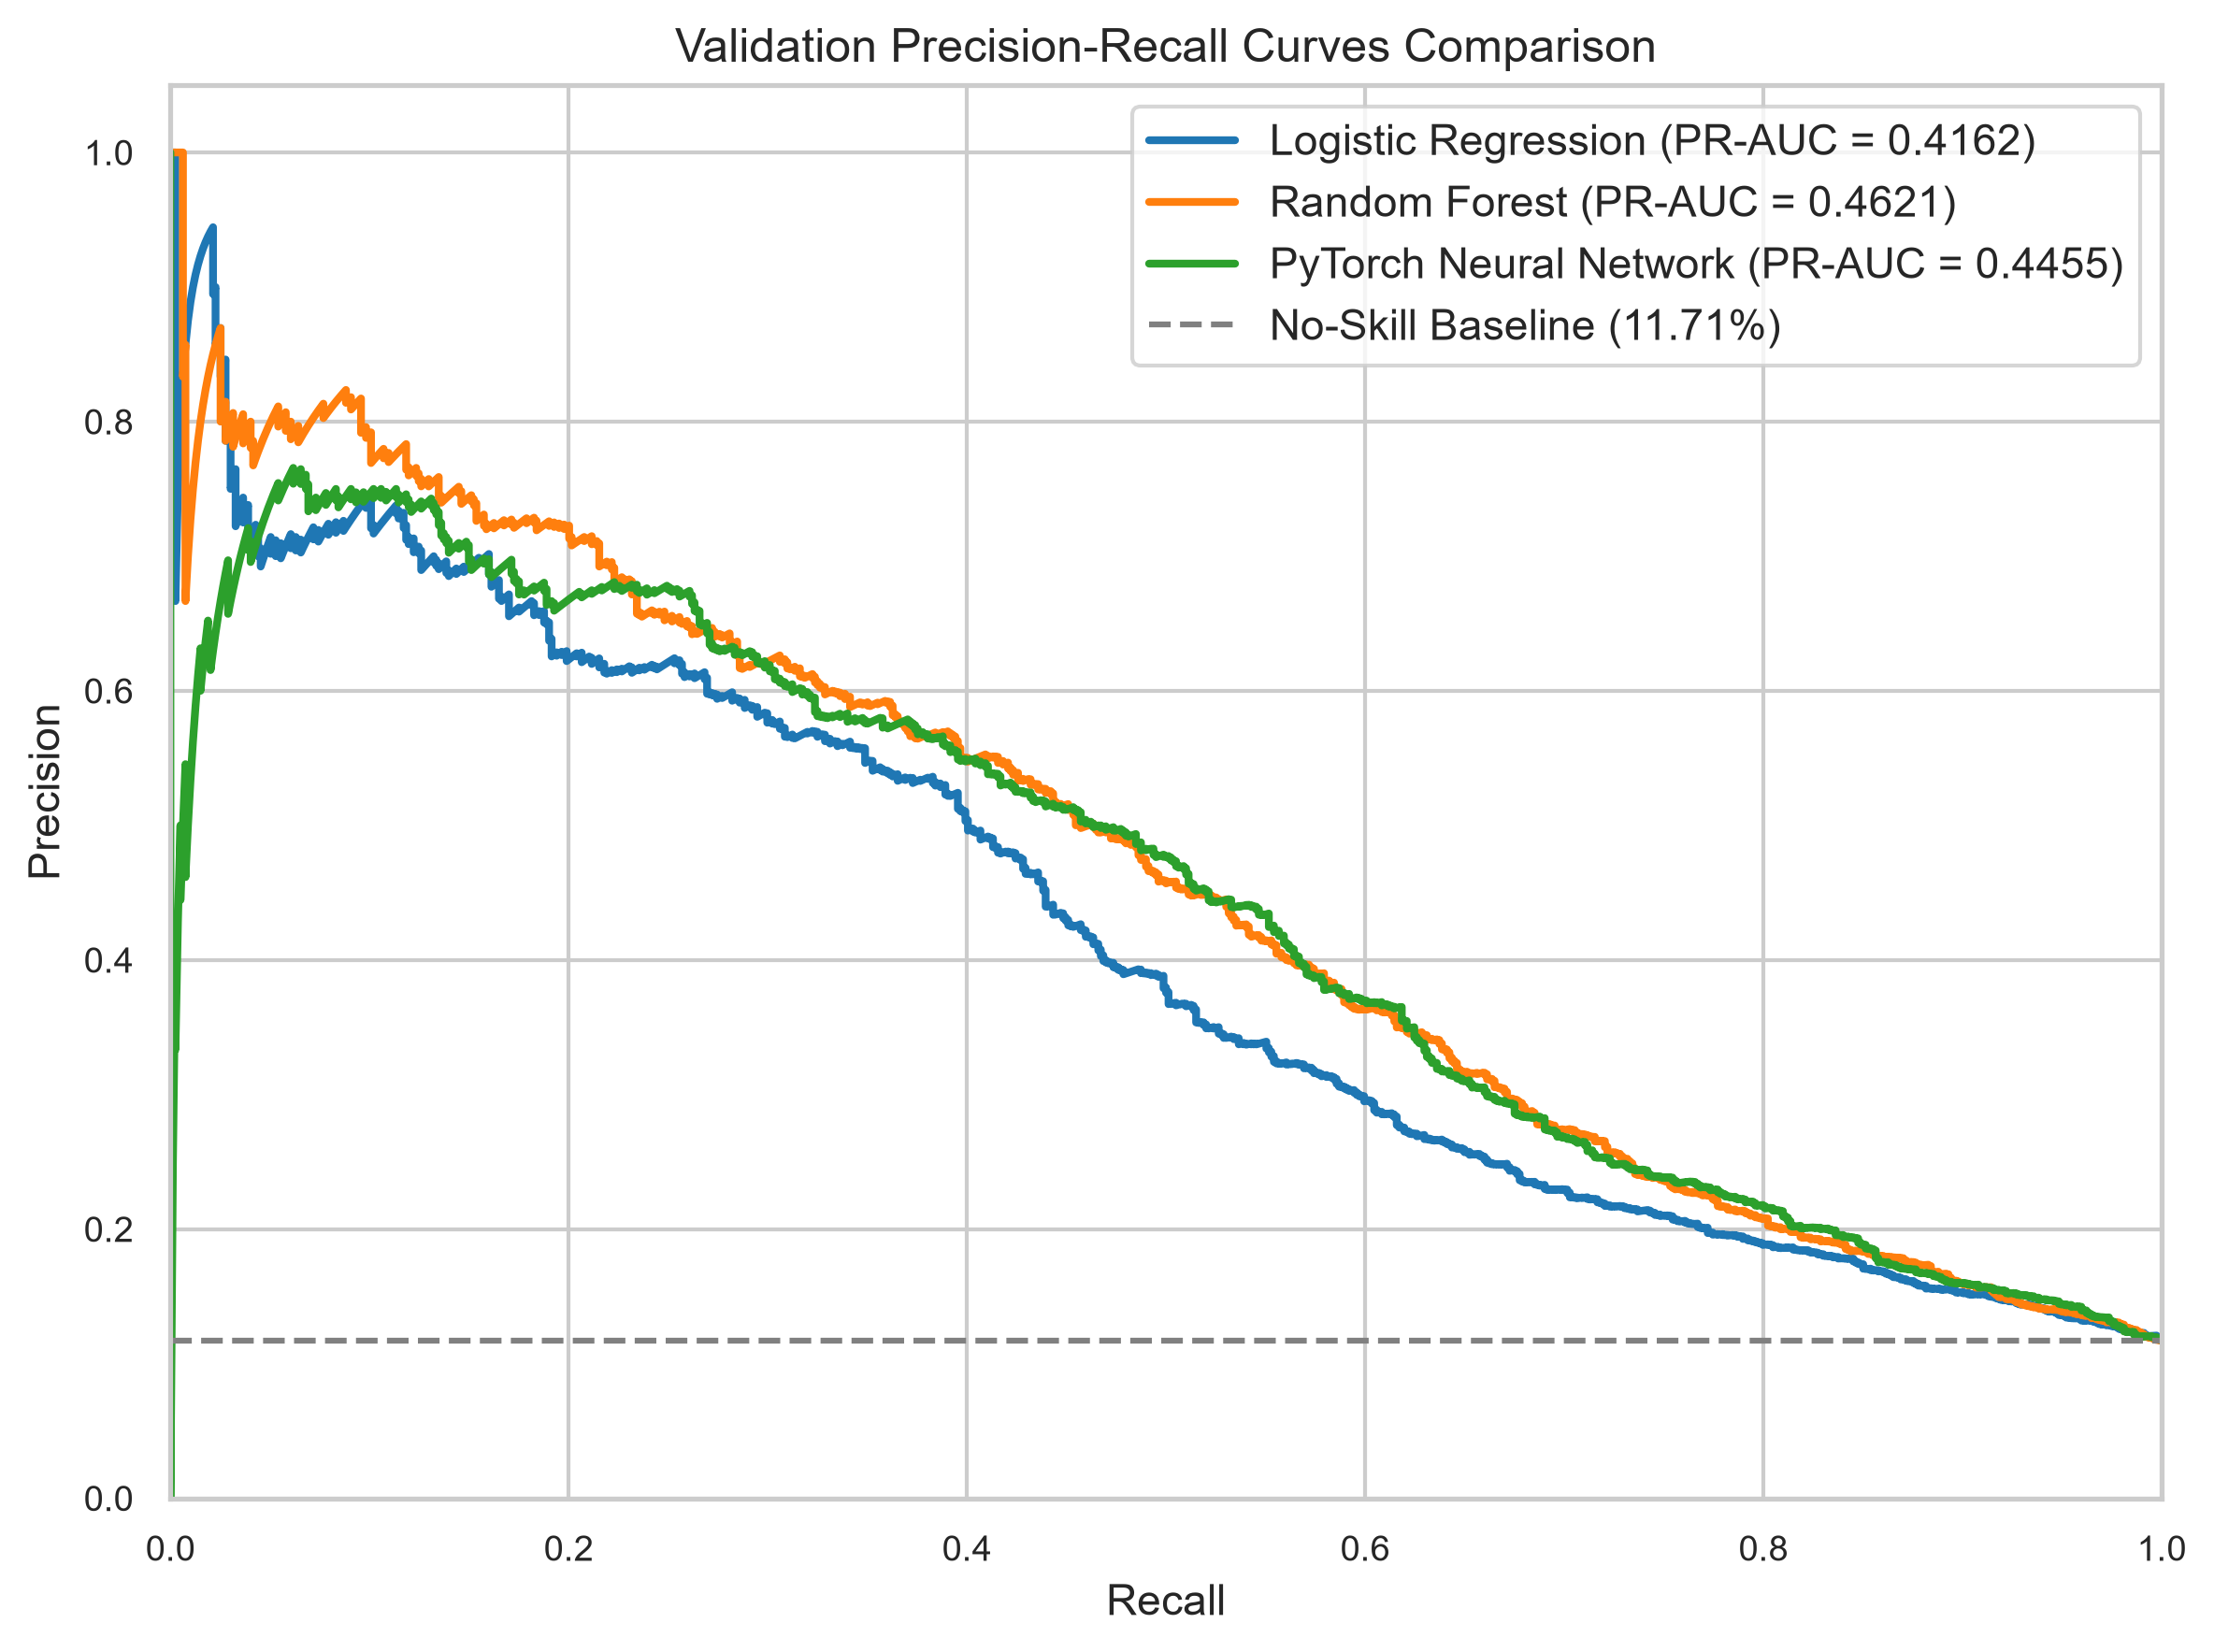 Validation Precision-Recall Curves Comparison
Logistic Regression (PR-AUC = 0.4162)
Random Forest (PR-AUC = 0.4621)
PyTorch Neural Network (PR-AUC = 0.4455)
No-Skill Baseline (11.71%)
1.0
0.8
0.6
0.4
0.2
0.0
Precision
0.0 0.2 0.4 0.6 0.8 1.0
Recall